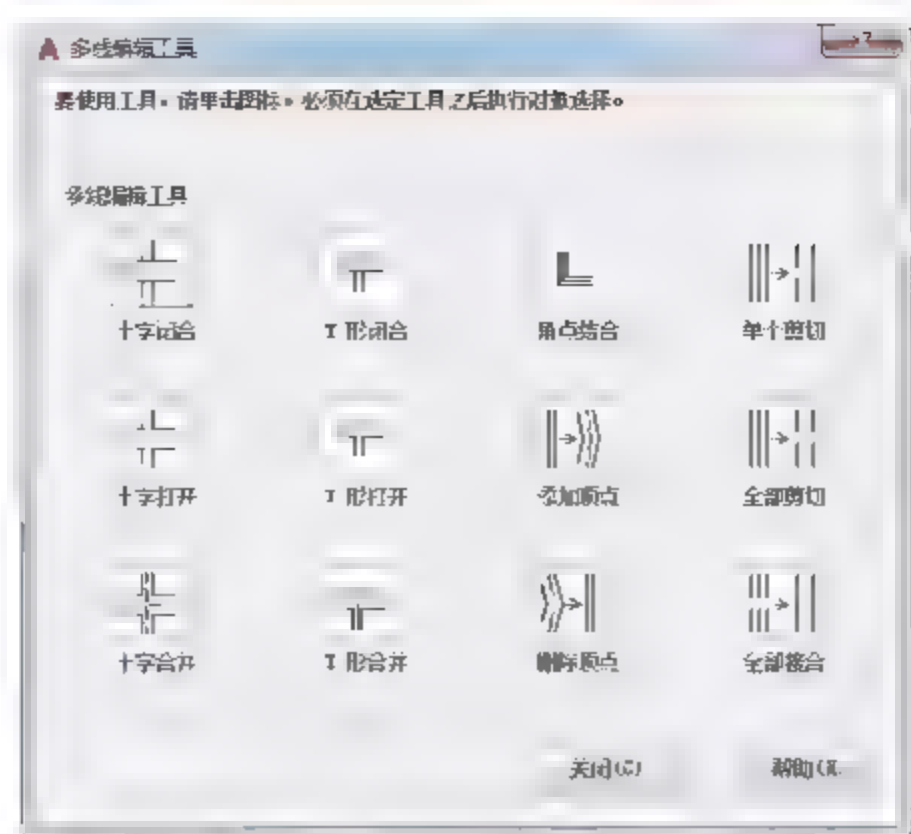 多线编辑工具
要使用工具。请单击图标。必须在选定工具之后执行对象选择。
多线编辑工具
十字闭合 T 形闭合 角点结合 单个剪切
十字打开 T 形打开 添加顶点 全部剪切
十字合并 T 形合并 删除顶点 全部接合
关闭(C) 帮助(H